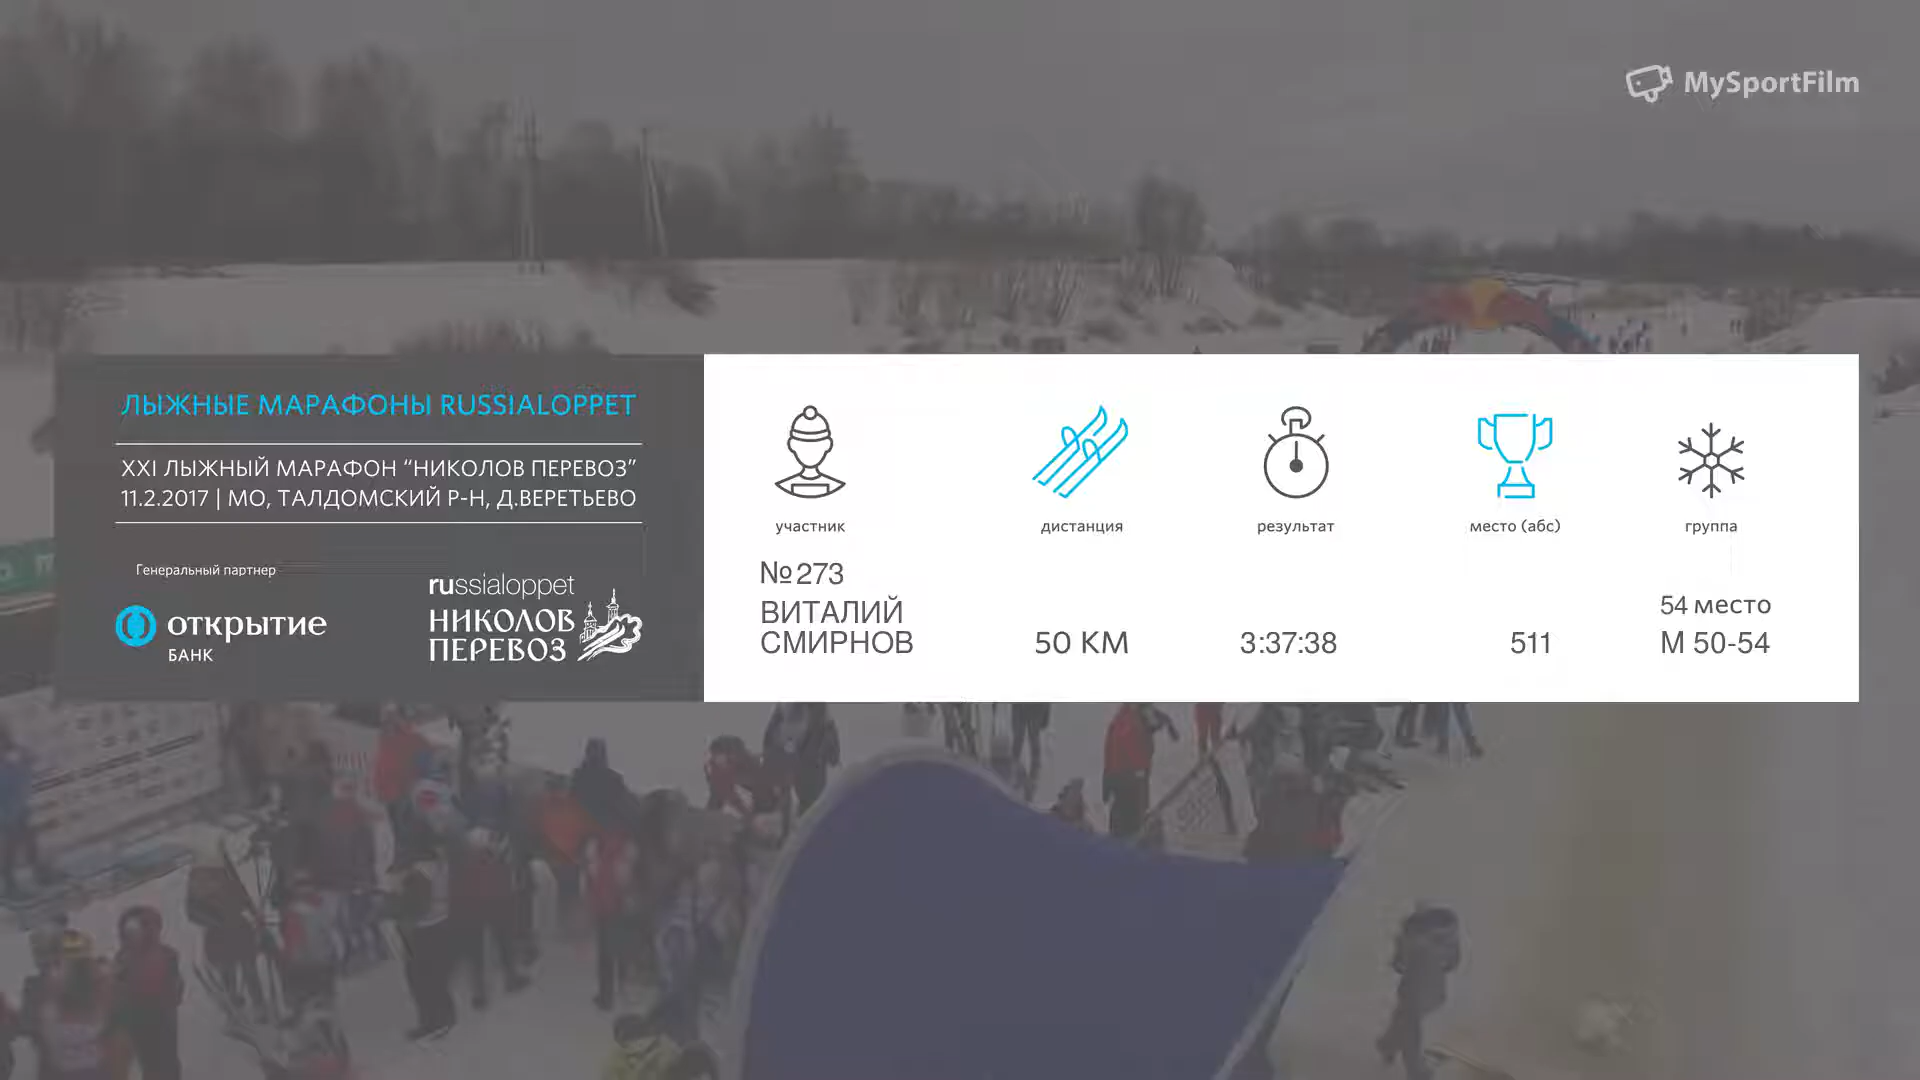 MySportFilm
ЛЫЖНЫЕ МАРАФОНЫ RUSSIALOPPET
XXI ЛЫЖНЫЙ МАРАФОН “НИКОЛОВ ПЕРЕВОЗ”
11.2.2017 | МО, ТАЛДОМСКИЙ Р-Н, Д.ВЕРЕТЬЕВО
Генеральный партнер
открытие
БАНК
russialoppet
НИКОЛОВ
ПЕРЕВОЗ
участник
№273
ВИТАЛИЙ
СМИРНОВ
дистанция
50 КМ
результат
3:37:38
место (абс)
511
группа
54 место
М 50-54